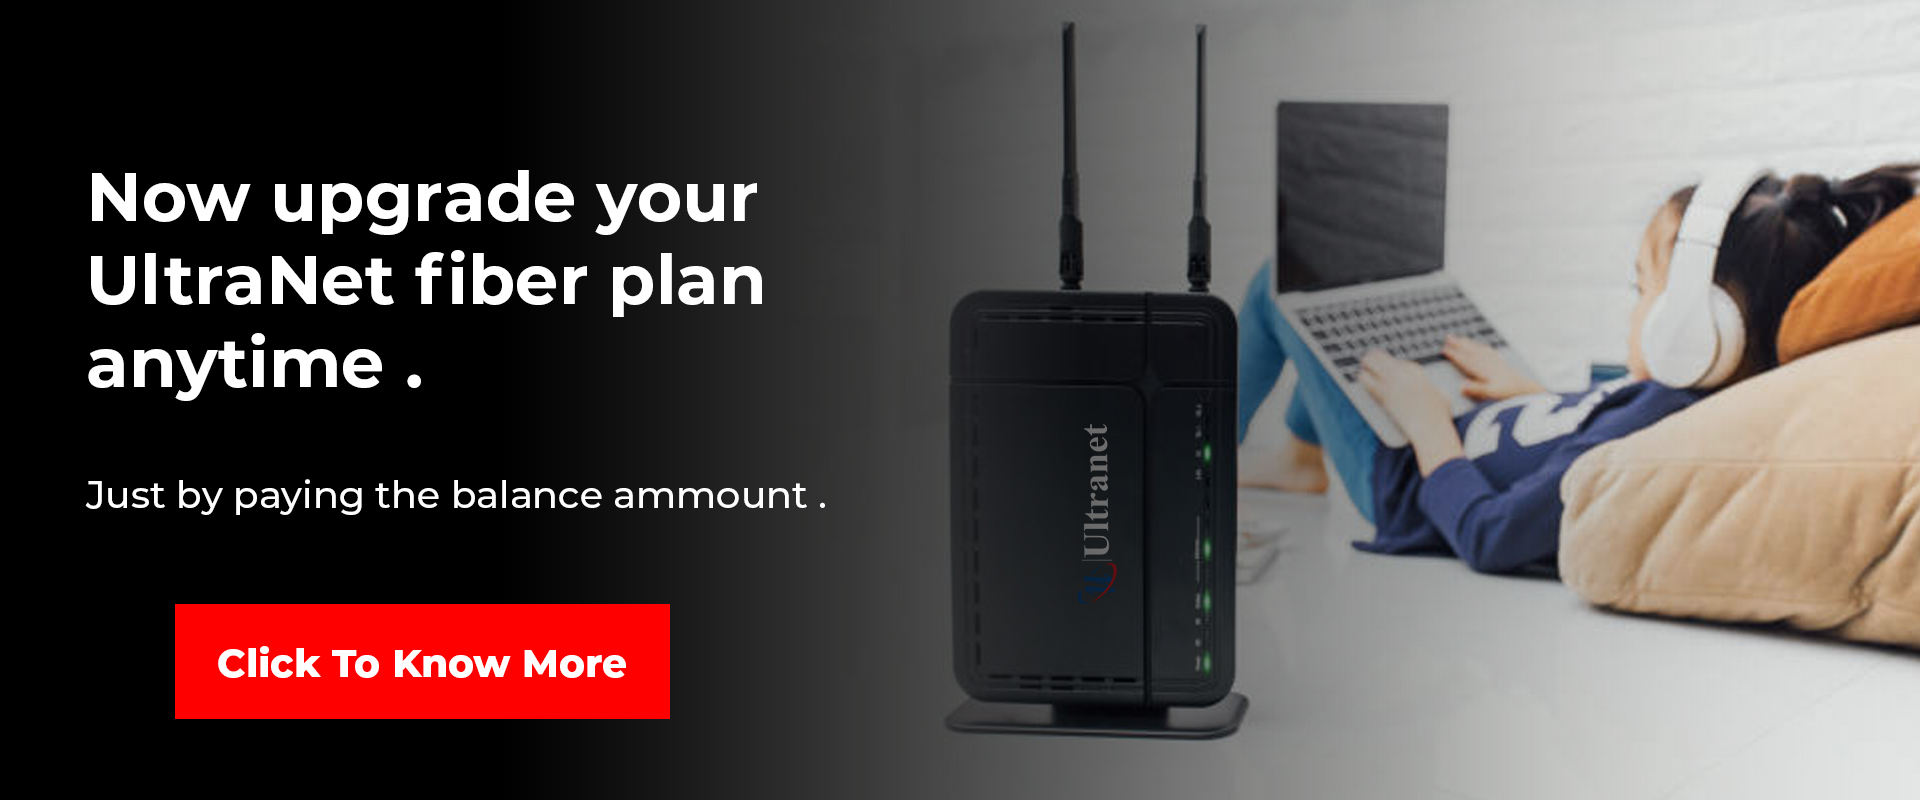 Now upgrade your
UltraNet fiber plan
anytime .
Just by paying the balance ammount .
Click To Know More
Ultranet